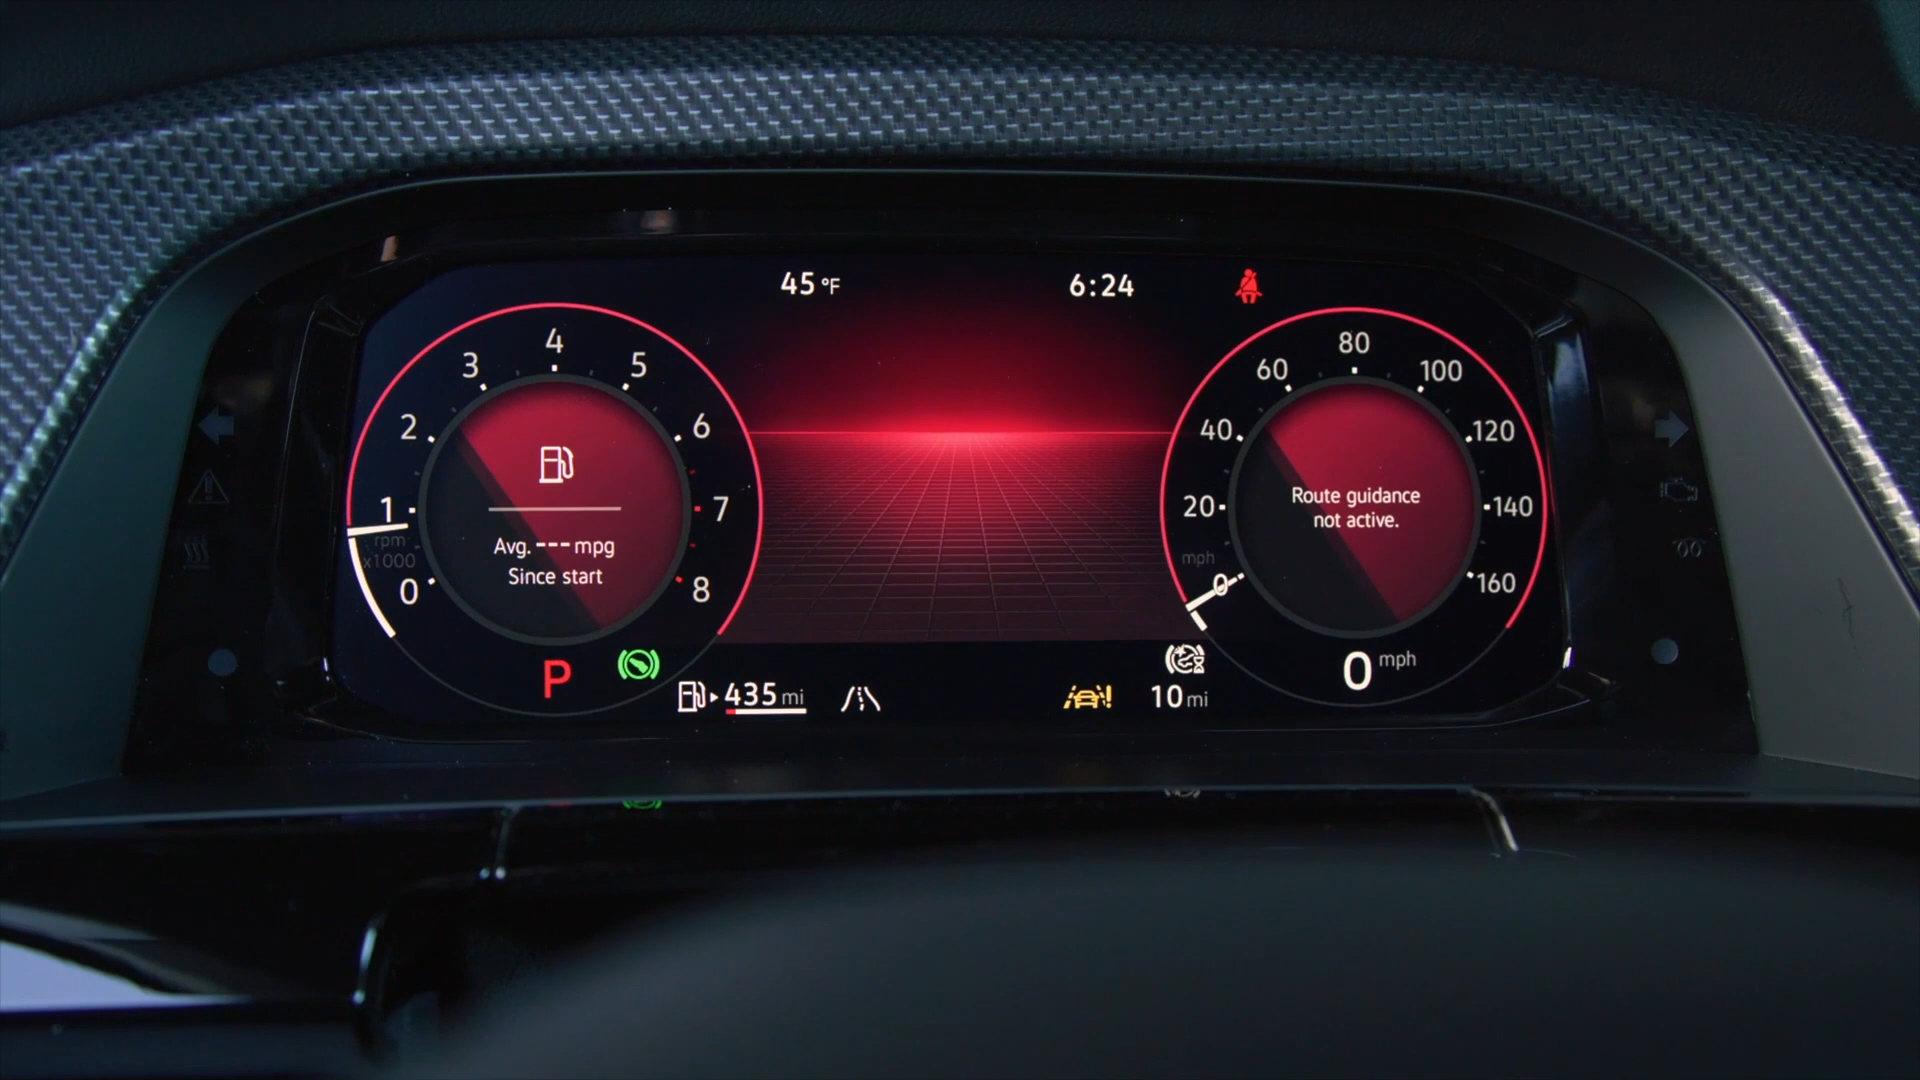 45 °F
6:24
0
1
2
3
4
5
6
7
8
rpm
x1000
Avg. --- mpg
Since start
P
435 mi
10 mi
0
20
40
60
80
100
120
140
160
mph
Route guidance
not active.
0 mph